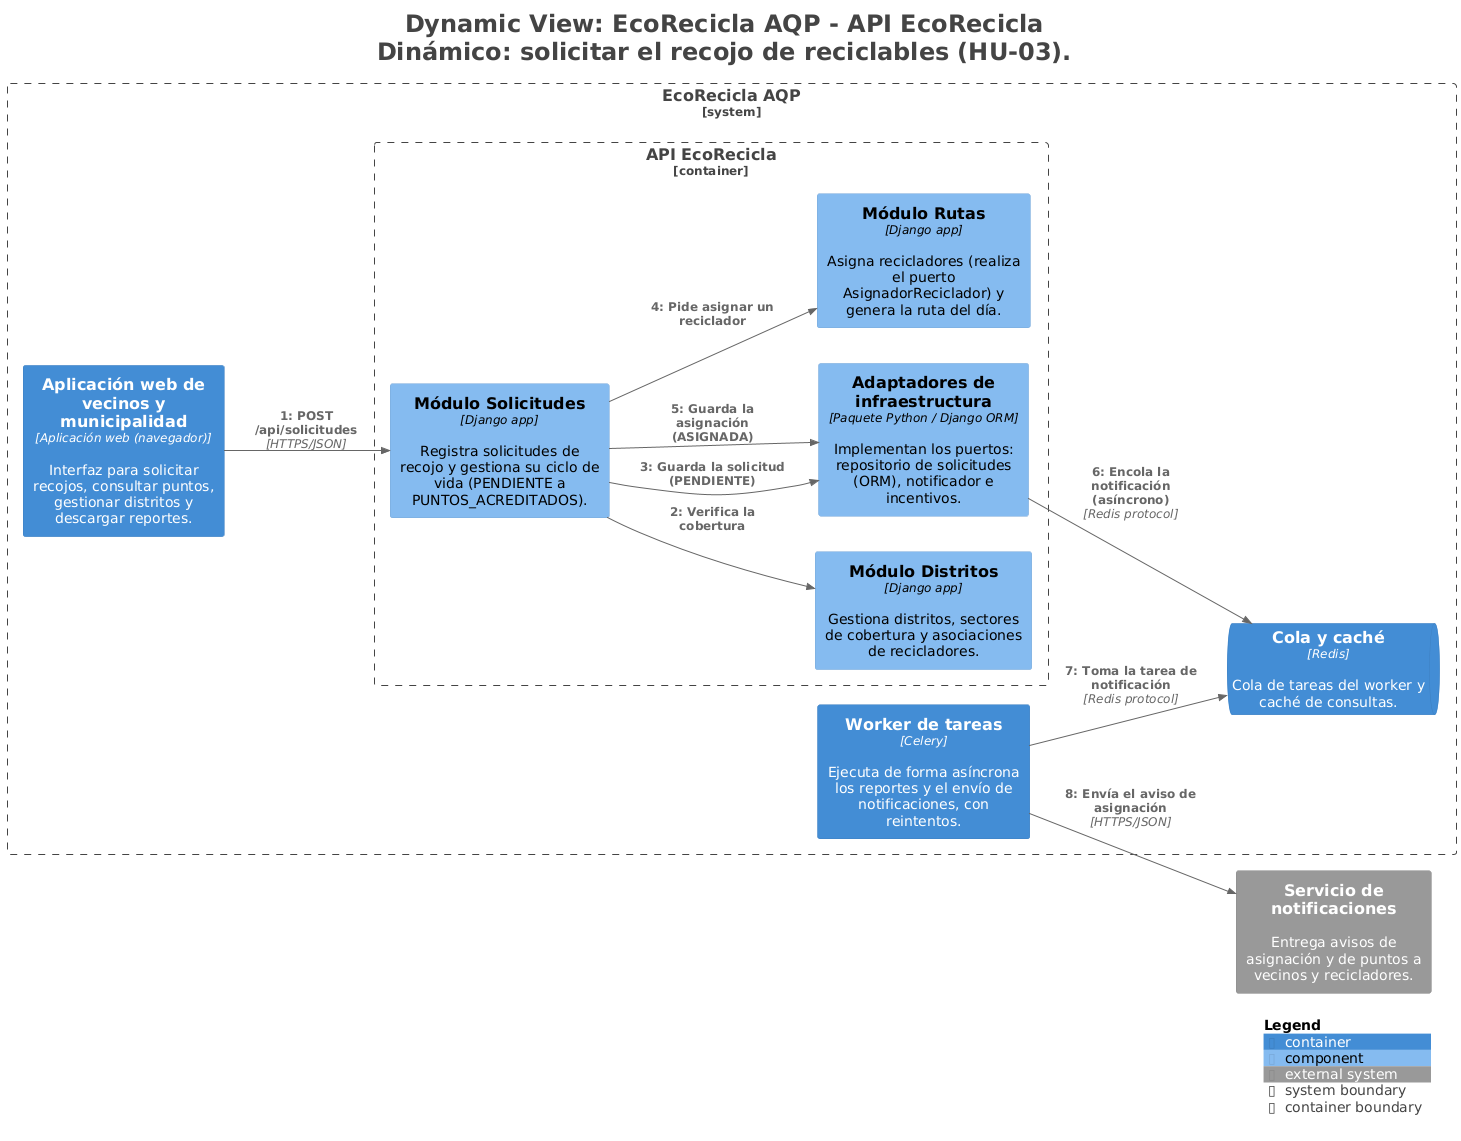 Dynamic View: EcoRecicla AQP - API EcoRecicla
Dinámico: solicitar el recojo de reciclables (HU-03).
EcoRecicla AQP
[system]
API EcoRecicla
[container]
Módulo Rutas
[Django app]
Asigna recicladores (realiza
el puerto
AsignadorReciclador) y
genera la ruta del día.
4: Pide asignar un
reciclador
Aplicación web de
vecinos y
municipalidad
[Aplicación web (navegador)]
Interfaz para solicitar
recojos, consultar puntos,
gestionar distritos y
descargar reportes.
1: POST
/api/solicitudes
[HTTPS/JSON]
Módulo Solicitudes
[Django app]
Registra solicitudes de
recojo y gestiona su ciclo de
vida (PENDIENTE a
PUNTOS_ACREDITADOS).
5: Guarda la
asignación
(ASIGNADA)
3: Guarda la solicitud
(PENDIENTE)
2: Verifica la
cobertura
Adaptadores de
infraestructura
[Paquete Python / Django ORM]
Implementan los puertos:
repositorio de solicitudes
(ORM), notificador e
incentivos.
6: Encola la
notificación
(asíncrono)
[Redis protocol]
Módulo Distritos
[Django app]
Gestiona distritos, sectores
de cobertura y asociaciones
de recicladores.
Cola y caché
[Redis]
Cola de tareas del worker y
caché de consultas.
7: Toma la tarea de
notificación
[Redis protocol]
Worker de tareas
[Celery]
Ejecuta de forma asíncrona
los reportes y el envío de
notificaciones, con
reintentos.
8: Envía el aviso de
asignación
[HTTPS/JSON]
Servicio de
notificaciones
Entrega avisos de
asignación y de puntos a
vecinos y recicladores.
Legend
container
component
external system
system boundary
container boundary